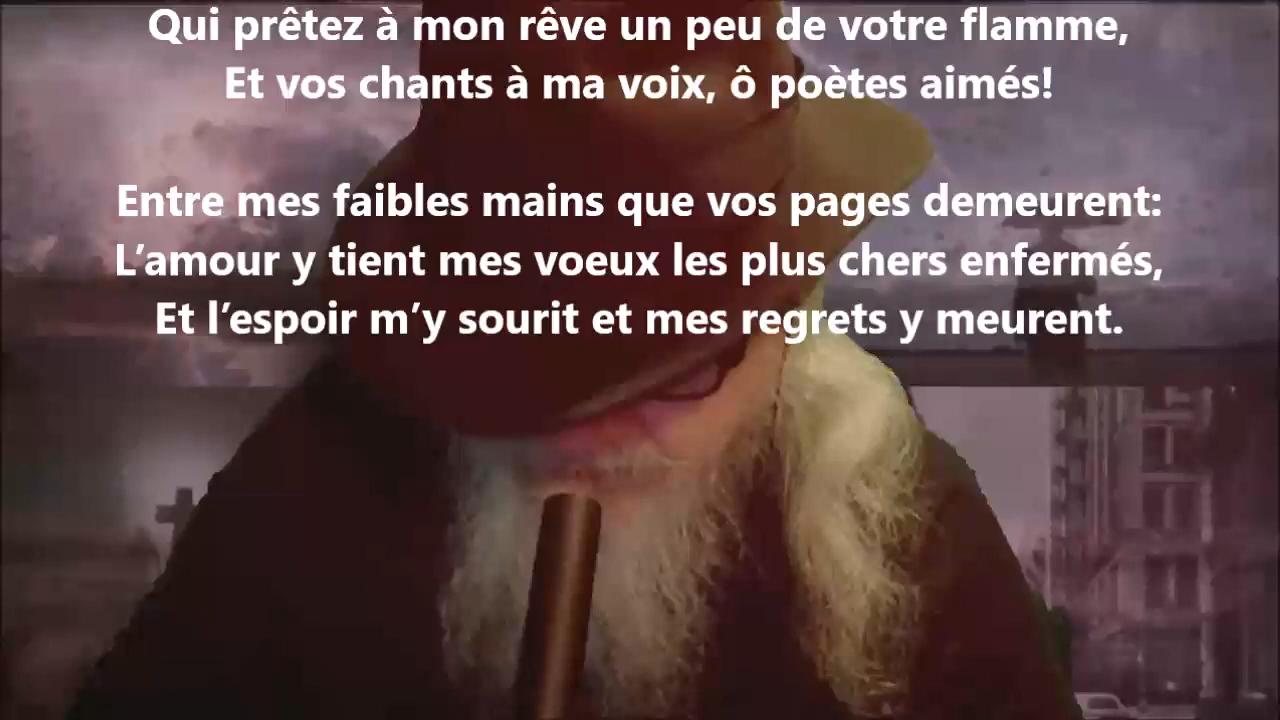 Qui prêtez à mon rêve un peu de votre flamme,
Et vos chants à ma voix, ô poètes aimés!
Entre mes faibles mains que vos pages demeurent:
L’amour y tient mes voeux les plus chers enfermés,
Et l’espoir m’y sourit et mes regrets y meurent.